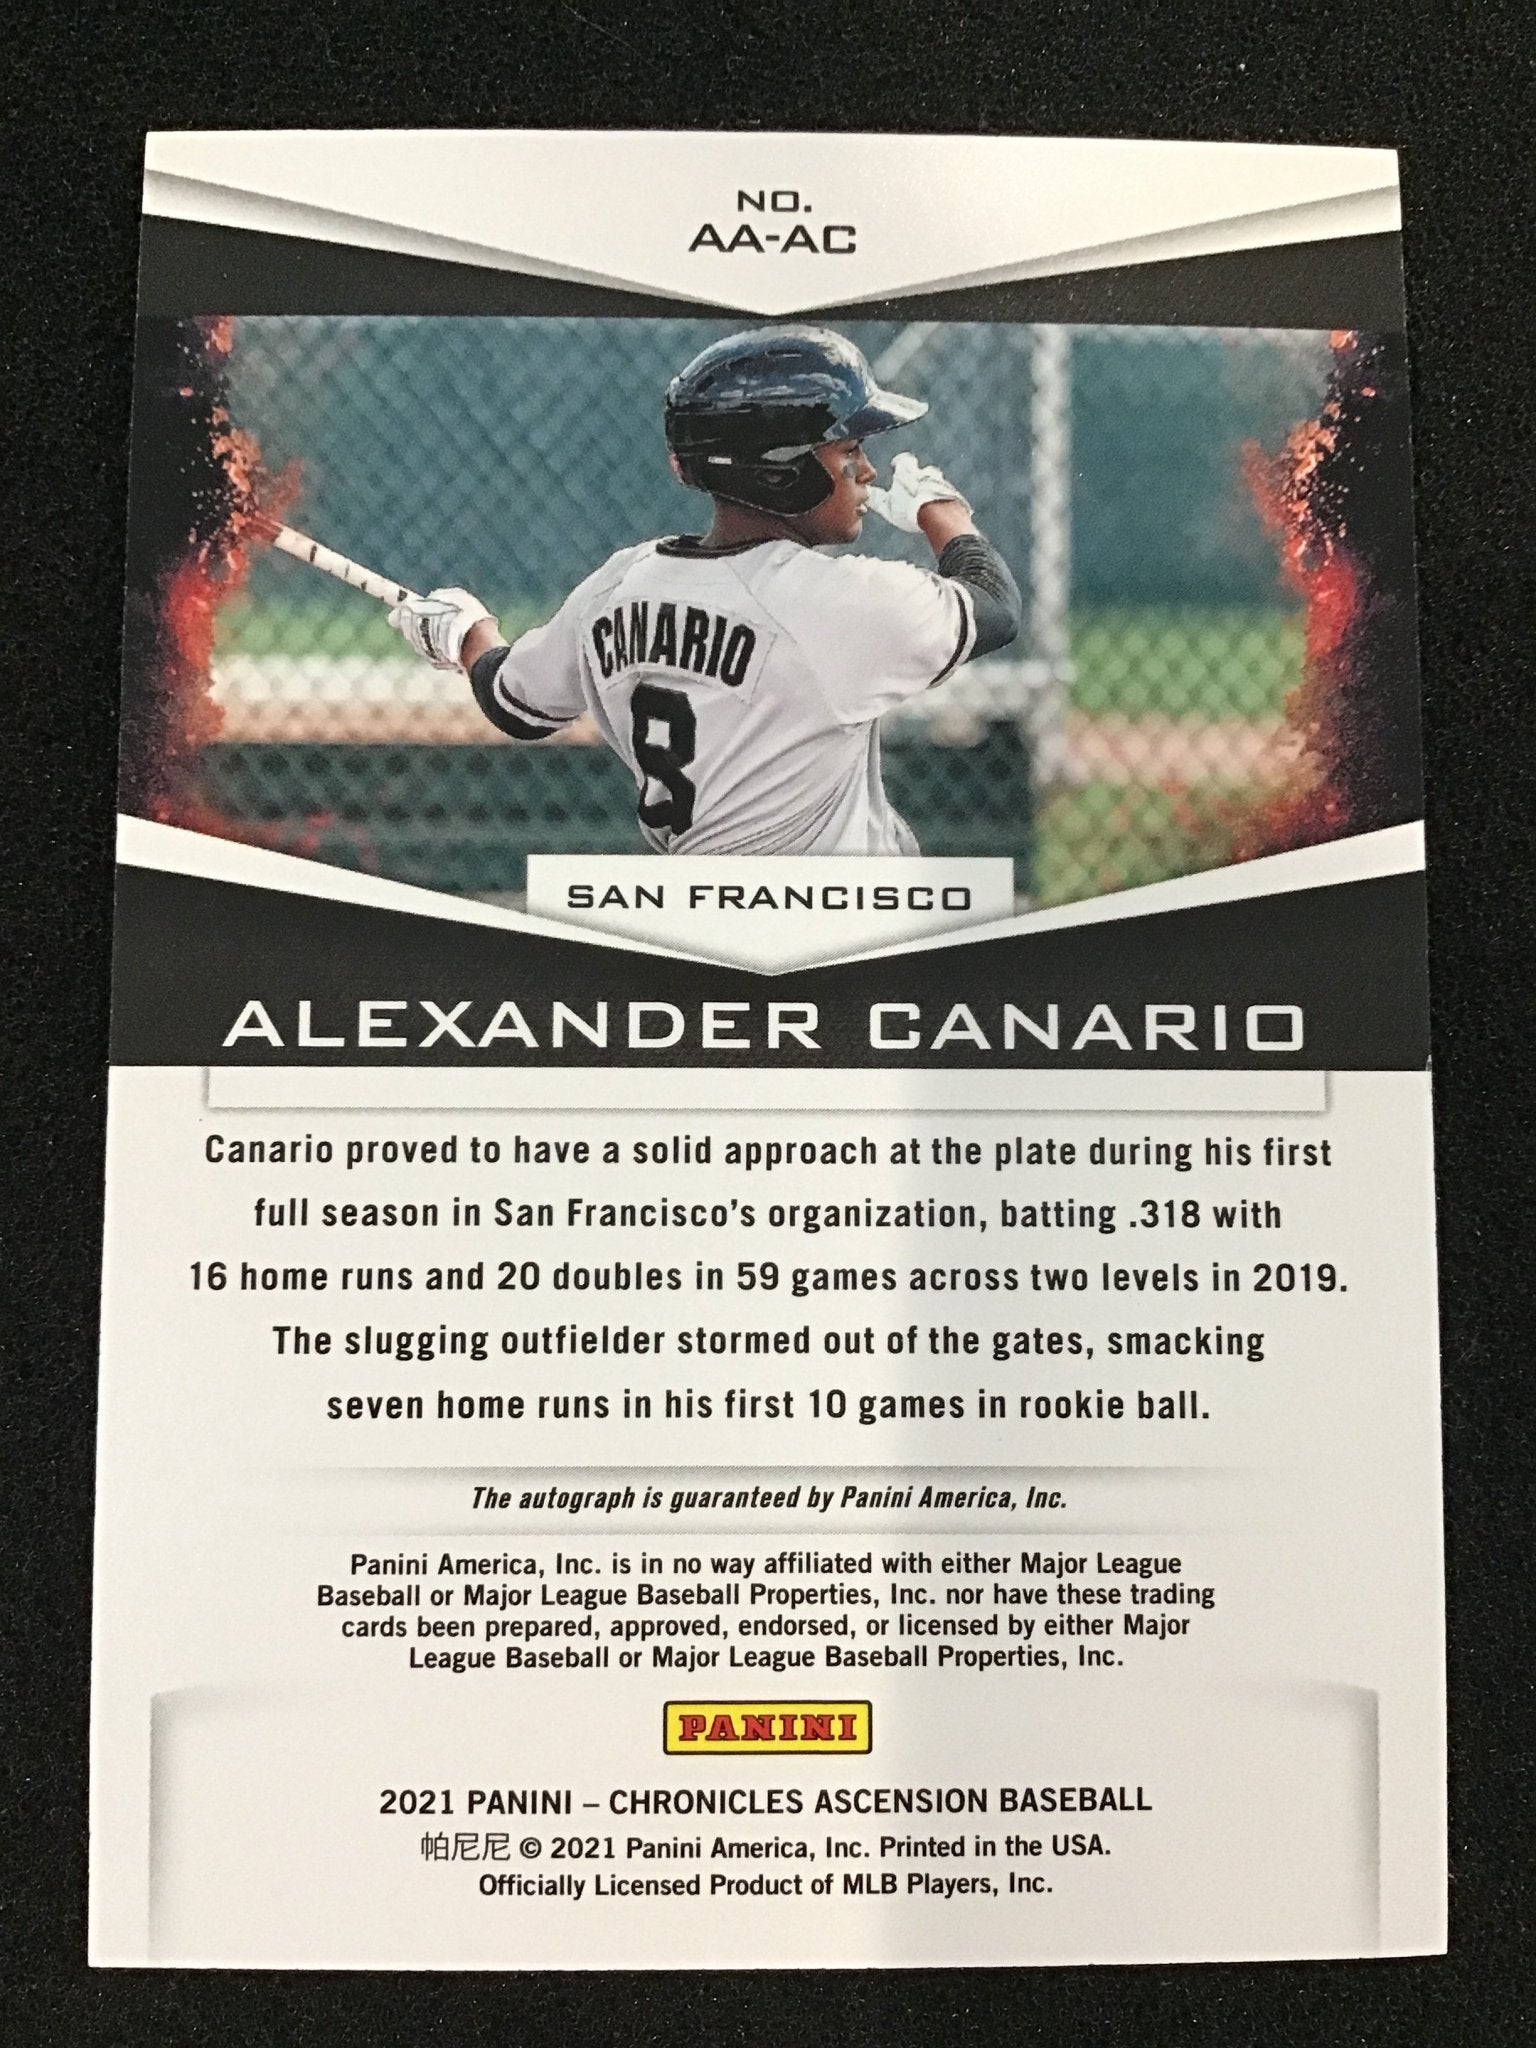 NO.
AA-AC
CANARIO
8
SAN FRANCISCO
ALEXANDER CANARIO
Canario proved to have a solid approach at the plate during his first
full season in San Francisco's organization, batting .318 with
16 home runs and 20 doubles in 59 games across two levels in 2019.
The slugging outfielder stormed out of the gates, smacking
seven home runs in his first 10 games in rookie ball.
The autograph is guaranteed by Panini America, Inc.
Panini America, Inc. is in no way affiliated with either Major League
Baseball or Major League Baseball Properties, Inc. nor have these trading
cards been prepared, approved, endorsed, or licensed by either Major
League Baseball or Major League Baseball Properties, Inc.
PANINI
2021 PANINI – CHRONICLES ASCENSION BASEBALL
帕尼尼 © 2021 Panini America, Inc. Printed in the USA.
Officially Licensed Product of MLB Players, Inc.